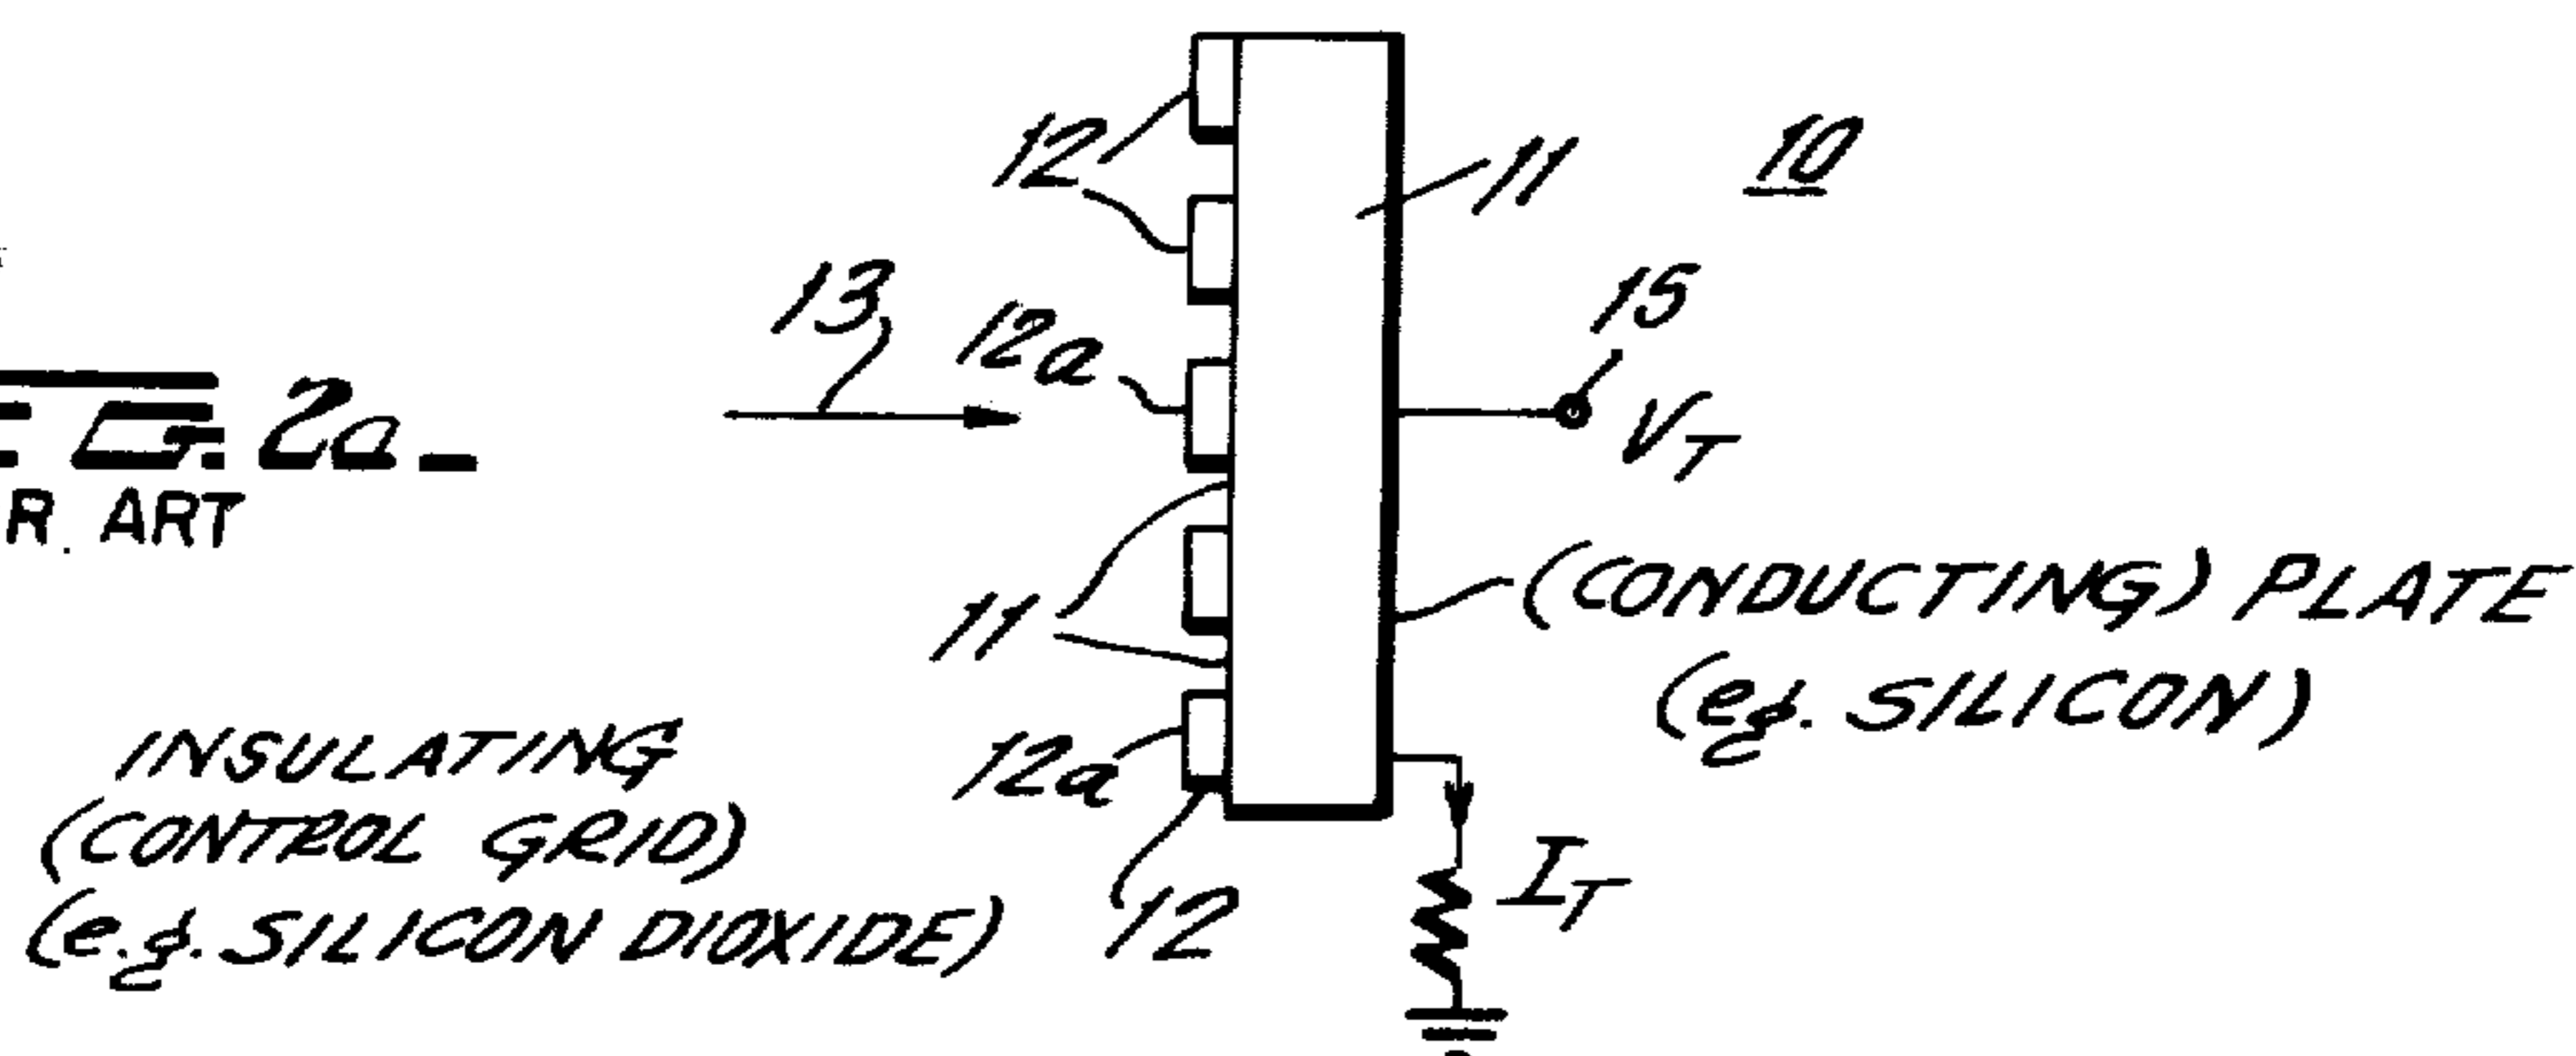 12
11
10
13
12a
15
VT
G. 2a-
R. ART
11
(CONDUCTING) PLATE
(eg. SILICON)
12a
INSULATING
(CONTROL GRID)
(e.g. SILICON DIOXIDE)
12
IT